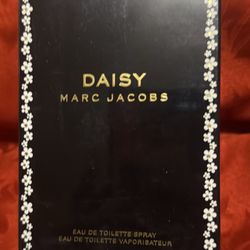 DAISY
MARC JACOBS
EAU DE TOILETTE SPRAY
EAU DE TOILETTE VAPORISATEUR